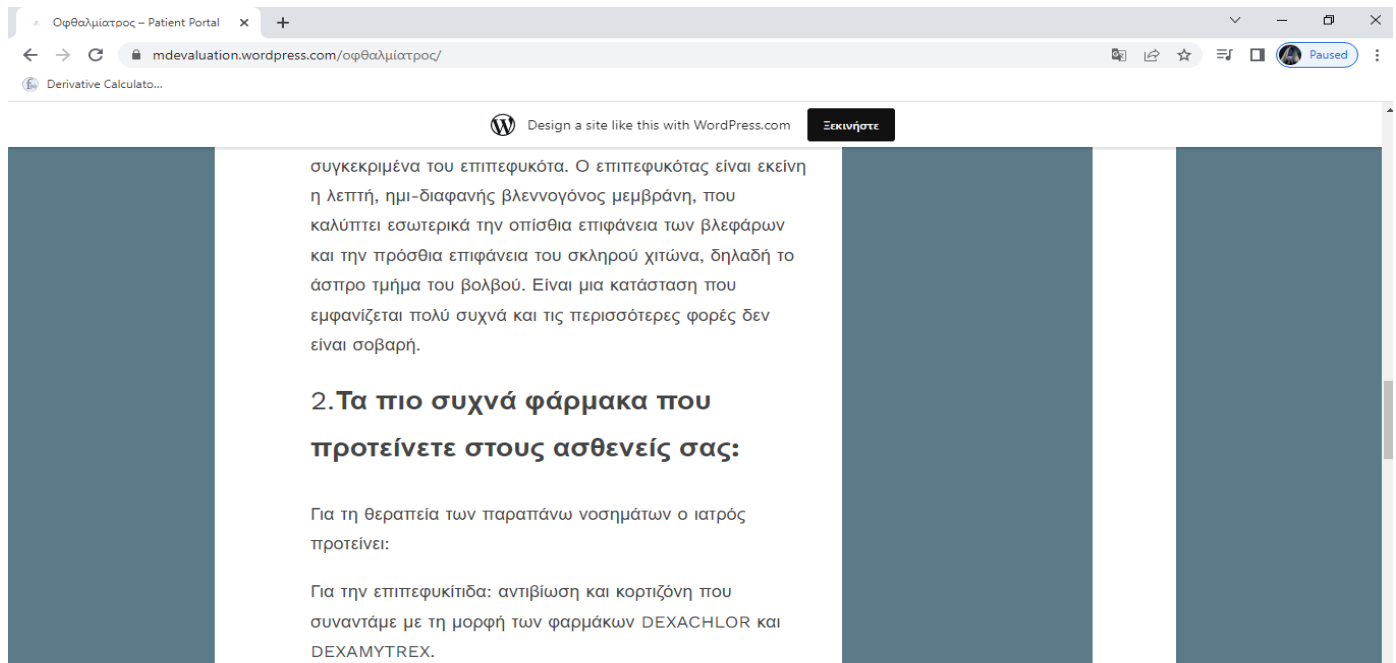 Οφθαλμίατρος – Patient Portal
mdevaluation.wordpress.com/οφθαλμίατρος/
Paused
Derivative Calculato...
Design a site like this with WordPress.com
Ξεκινήστε
συγκεκριμένα του επιπεφυκότα. Ο επιπεφυκότας είναι εκείνη
η λεπτή, ημι-διαφανής βλεννογόνος μεμβράνη, που
καλύπτει εσωτερικά την οπίσθια επιφάνεια των βλεφάρων
και την πρόσθια επιφάνεια του σκληρού χιτώνα, δηλαδή το
άσπρο τμήμα του βολβού. Είναι μια κατάσταση που
εμφανίζεται πολύ συχνά και τις περισσότερες φορές δεν
είναι σοβαρή.
2.Τα πιο συχνά φάρμακα που
προτείνετε στους ασθενείς σας:
Για τη θεραπεία των παραπάνω νοσημάτων ο ιατρός
προτείνει:
Για την επιπεφυκίτιδα: αντιβίωση και κορτιζόνη που
συναντάμε με τη μορφή των φαρμάκων DEXACHLOR και
DEXAMYTREX.